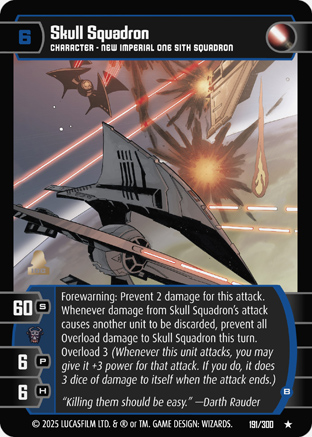 6
Skull Squadron
CHARACTER - NEW IMPERIAL ONE SITH SQUADRON
60 S
6 P
6 H
Forewarning: Prevent 2 damage for this attack.
Whenever damage from Skull Squadron's attack
causes another unit to be discarded, prevent all
Overload damage to Skull Squadron this turn.
Overload 3 (Whenever this unit attacks, you may
give it +3 power for that attack. If you do, it does
3 dice of damage to itself when the attack ends.)
B
"Killing them should be easy." —Darth Rauder
© 2025 LUCASFILM LTD. & ® or TM. GAME DESIGN: WIZARDS.
191/300 ★